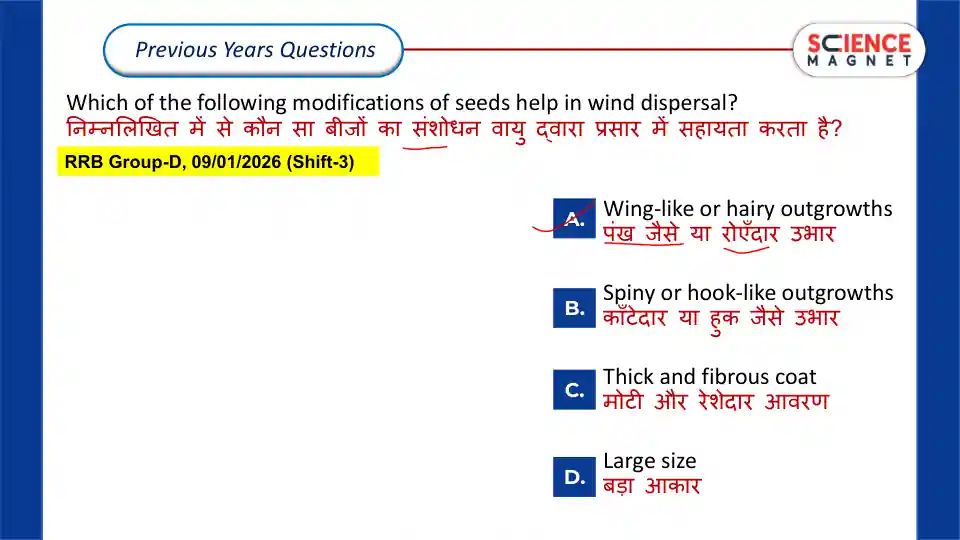 Previous Years Questions
SCIENCE
MAGNET
Which of the following modifications of seeds help in wind dispersal?
निम्नलिखित में से कौन सा बीजों का संशोधन वायु द्वारा प्रसार में सहायता करता है?
RRB Group-D, 09/01/2026 (Shift-3)
A. Wing-like or hairy outgrowths
पंख जैसे या रोएँदार उभार
B. Spiny or hook-like outgrowths
काँटेदार या हुक जैसे उभार
C. Thick and fibrous coat
मोटी और रेशेदार आवरण
D. Large size
बड़ा आकार